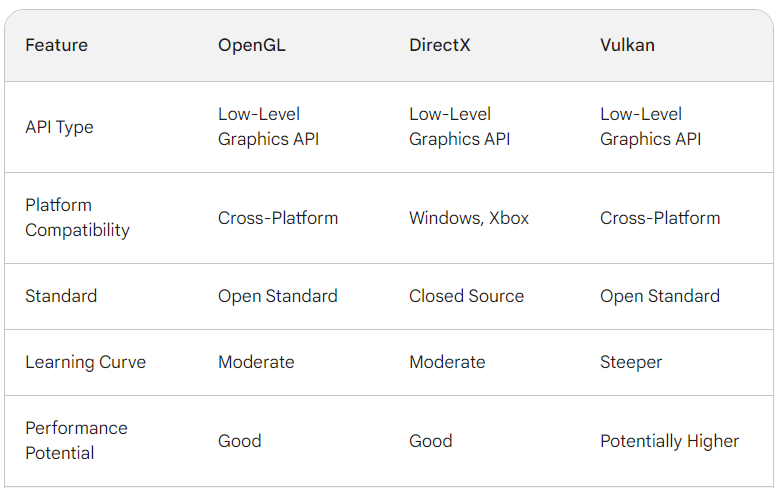 Feature OpenGL DirectX Vulkan
API Type
Low-Level
Graphics API
Low-Level
Graphics API
Low-Level
Graphics API
Platform
Compatibility
Cross-Platform
Windows, Xbox
Cross-Platform
Standard
Open Standard
Closed Source
Open Standard
Learning Curve
Moderate
Moderate
Steeper
Performance
Potential
Good
Good
Potentially Higher